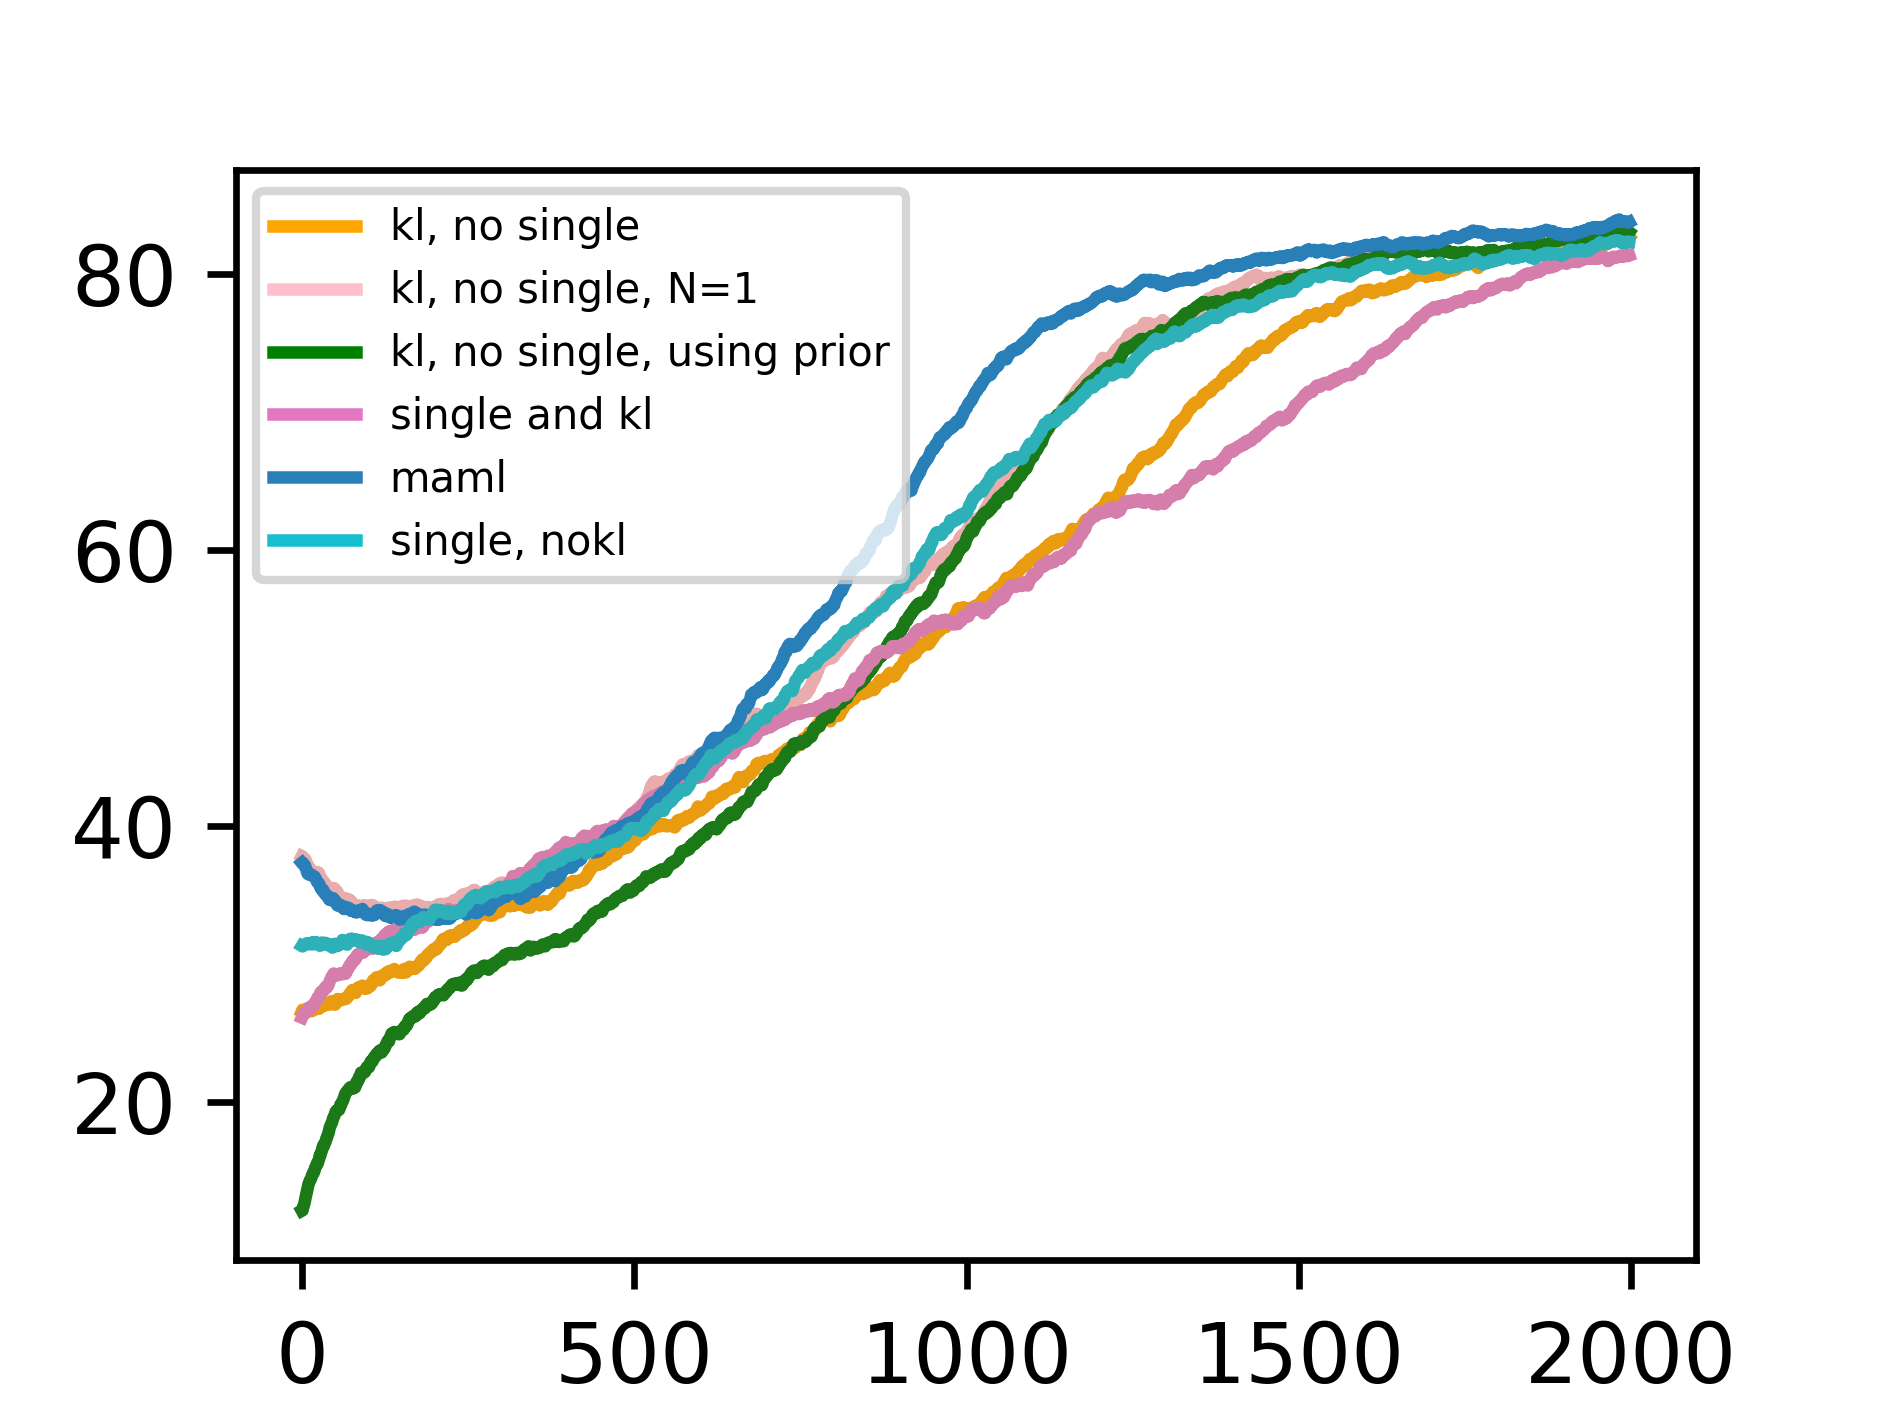 kl, no single
kl, no single, N=1
kl, no single, using prior
single and kl
maml
single, nokl
80
60
40
20
0 500 1000 1500 2000